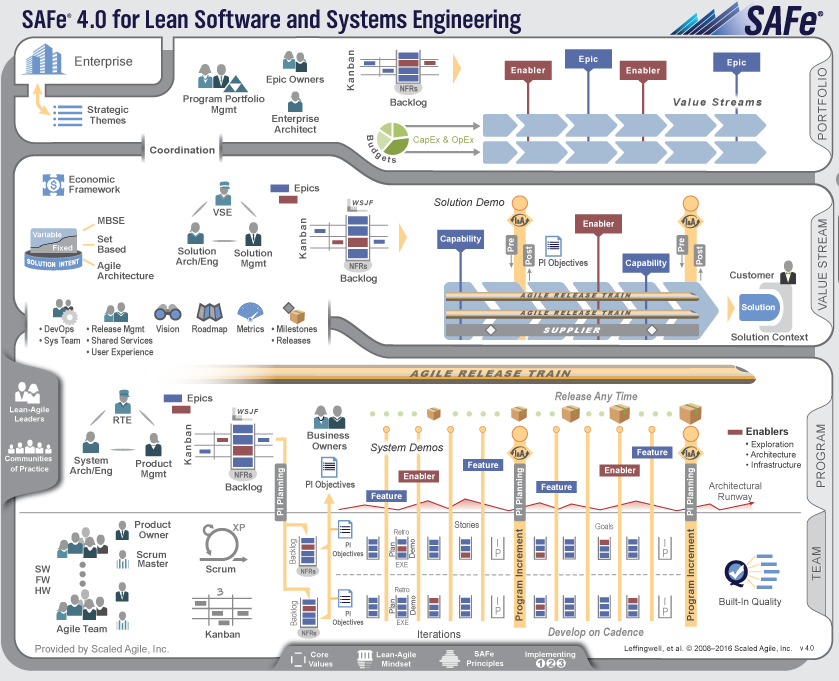 SAFe® 4.0 for Lean Software and Systems Engineering
SAFe®
Enterprise
Strategic
Themes
Program Portfolio
Mgmt
Epic Owners
Enterprise
Architect
Kanban
NFRs
Backlog
Enabler
Epic
Enabler
Epic
Value Streams
Budgets
CapEx & OpEx
PORTFOLIO
Coordination
Economic
Framework
Variable
Fixed
SOLUTION INTENT
MBSE
Set
Based
Agile
Architecture
VSE
Solution
Arch/Eng
Solution
Mgmt
Epics
Kanban
WSJF
NFRs
Backlog
Solution Demo
I&A
I&A
Capability
Pre
Post
PI Objectives
Enabler
Capability
Pre
Post
AGILE RELEASE TRAIN
AGILE RELEASE TRAIN
SUPPLIER
Customer
Solution
Solution Context
VALUE STREAM
• DevOps
• Sys Team
• Release Mgmt
• Shared Services
• User Experience
Vision
Roadmap
Metrics
• Milestones
• Releases
AGILE RELEASE TRAIN
Lean-Agile
Leaders
Communities
of Practice
RTE
System
Arch/Eng
Product
Mgmt
Epics
Kanban
WSJF
NFRs
Backlog
PI Planning
Business
Owners
PI Objectives
Release Any Time
System Demos
I&A
I&A
Feature
Enabler
Feature
PI Planning
Feature
Enabler
Feature
PI Planning
Enablers
• Exploration
• Architecture
• Infrastructure
Architectural
Runway
PROGRAM
Product
Owner
Scrum
Master
SW
FW
HW
Agile Team
XP
Scrum
3
Kanban
Backlog
NFRs
PI
Objectives
Plan
Retro
Demo
EXE
Stories
I P
Goals
I P
Backlog
NFRs
PI
Objectives
Plan
Retro
Demo
EXE
I P
I P
Program Increment
Program Increment
Iterations
Develop on Cadence
Built-In Quality
TEAM
Provided by Scaled Agile, Inc.
Core
Values
Lean-Agile
Mindset
SAFe
Principles
Implementing
123
Leffingwell, et al. © 2008–2016 Scaled Agile, Inc.
v 4.0